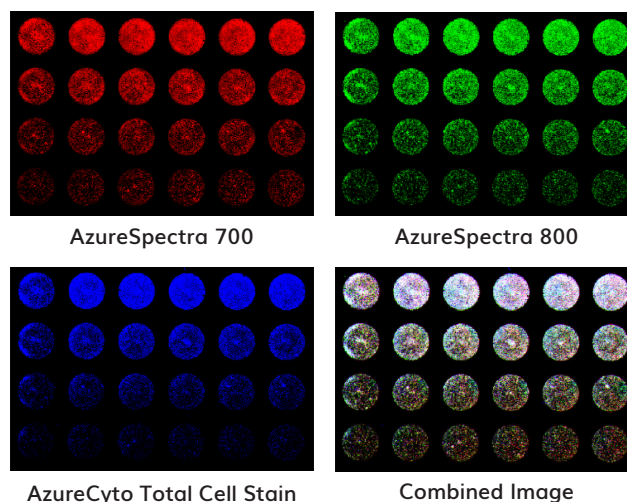 AzureSpectra 700
AzureSpectra 800
AzureCyto Total Cell Stain
Combined Image